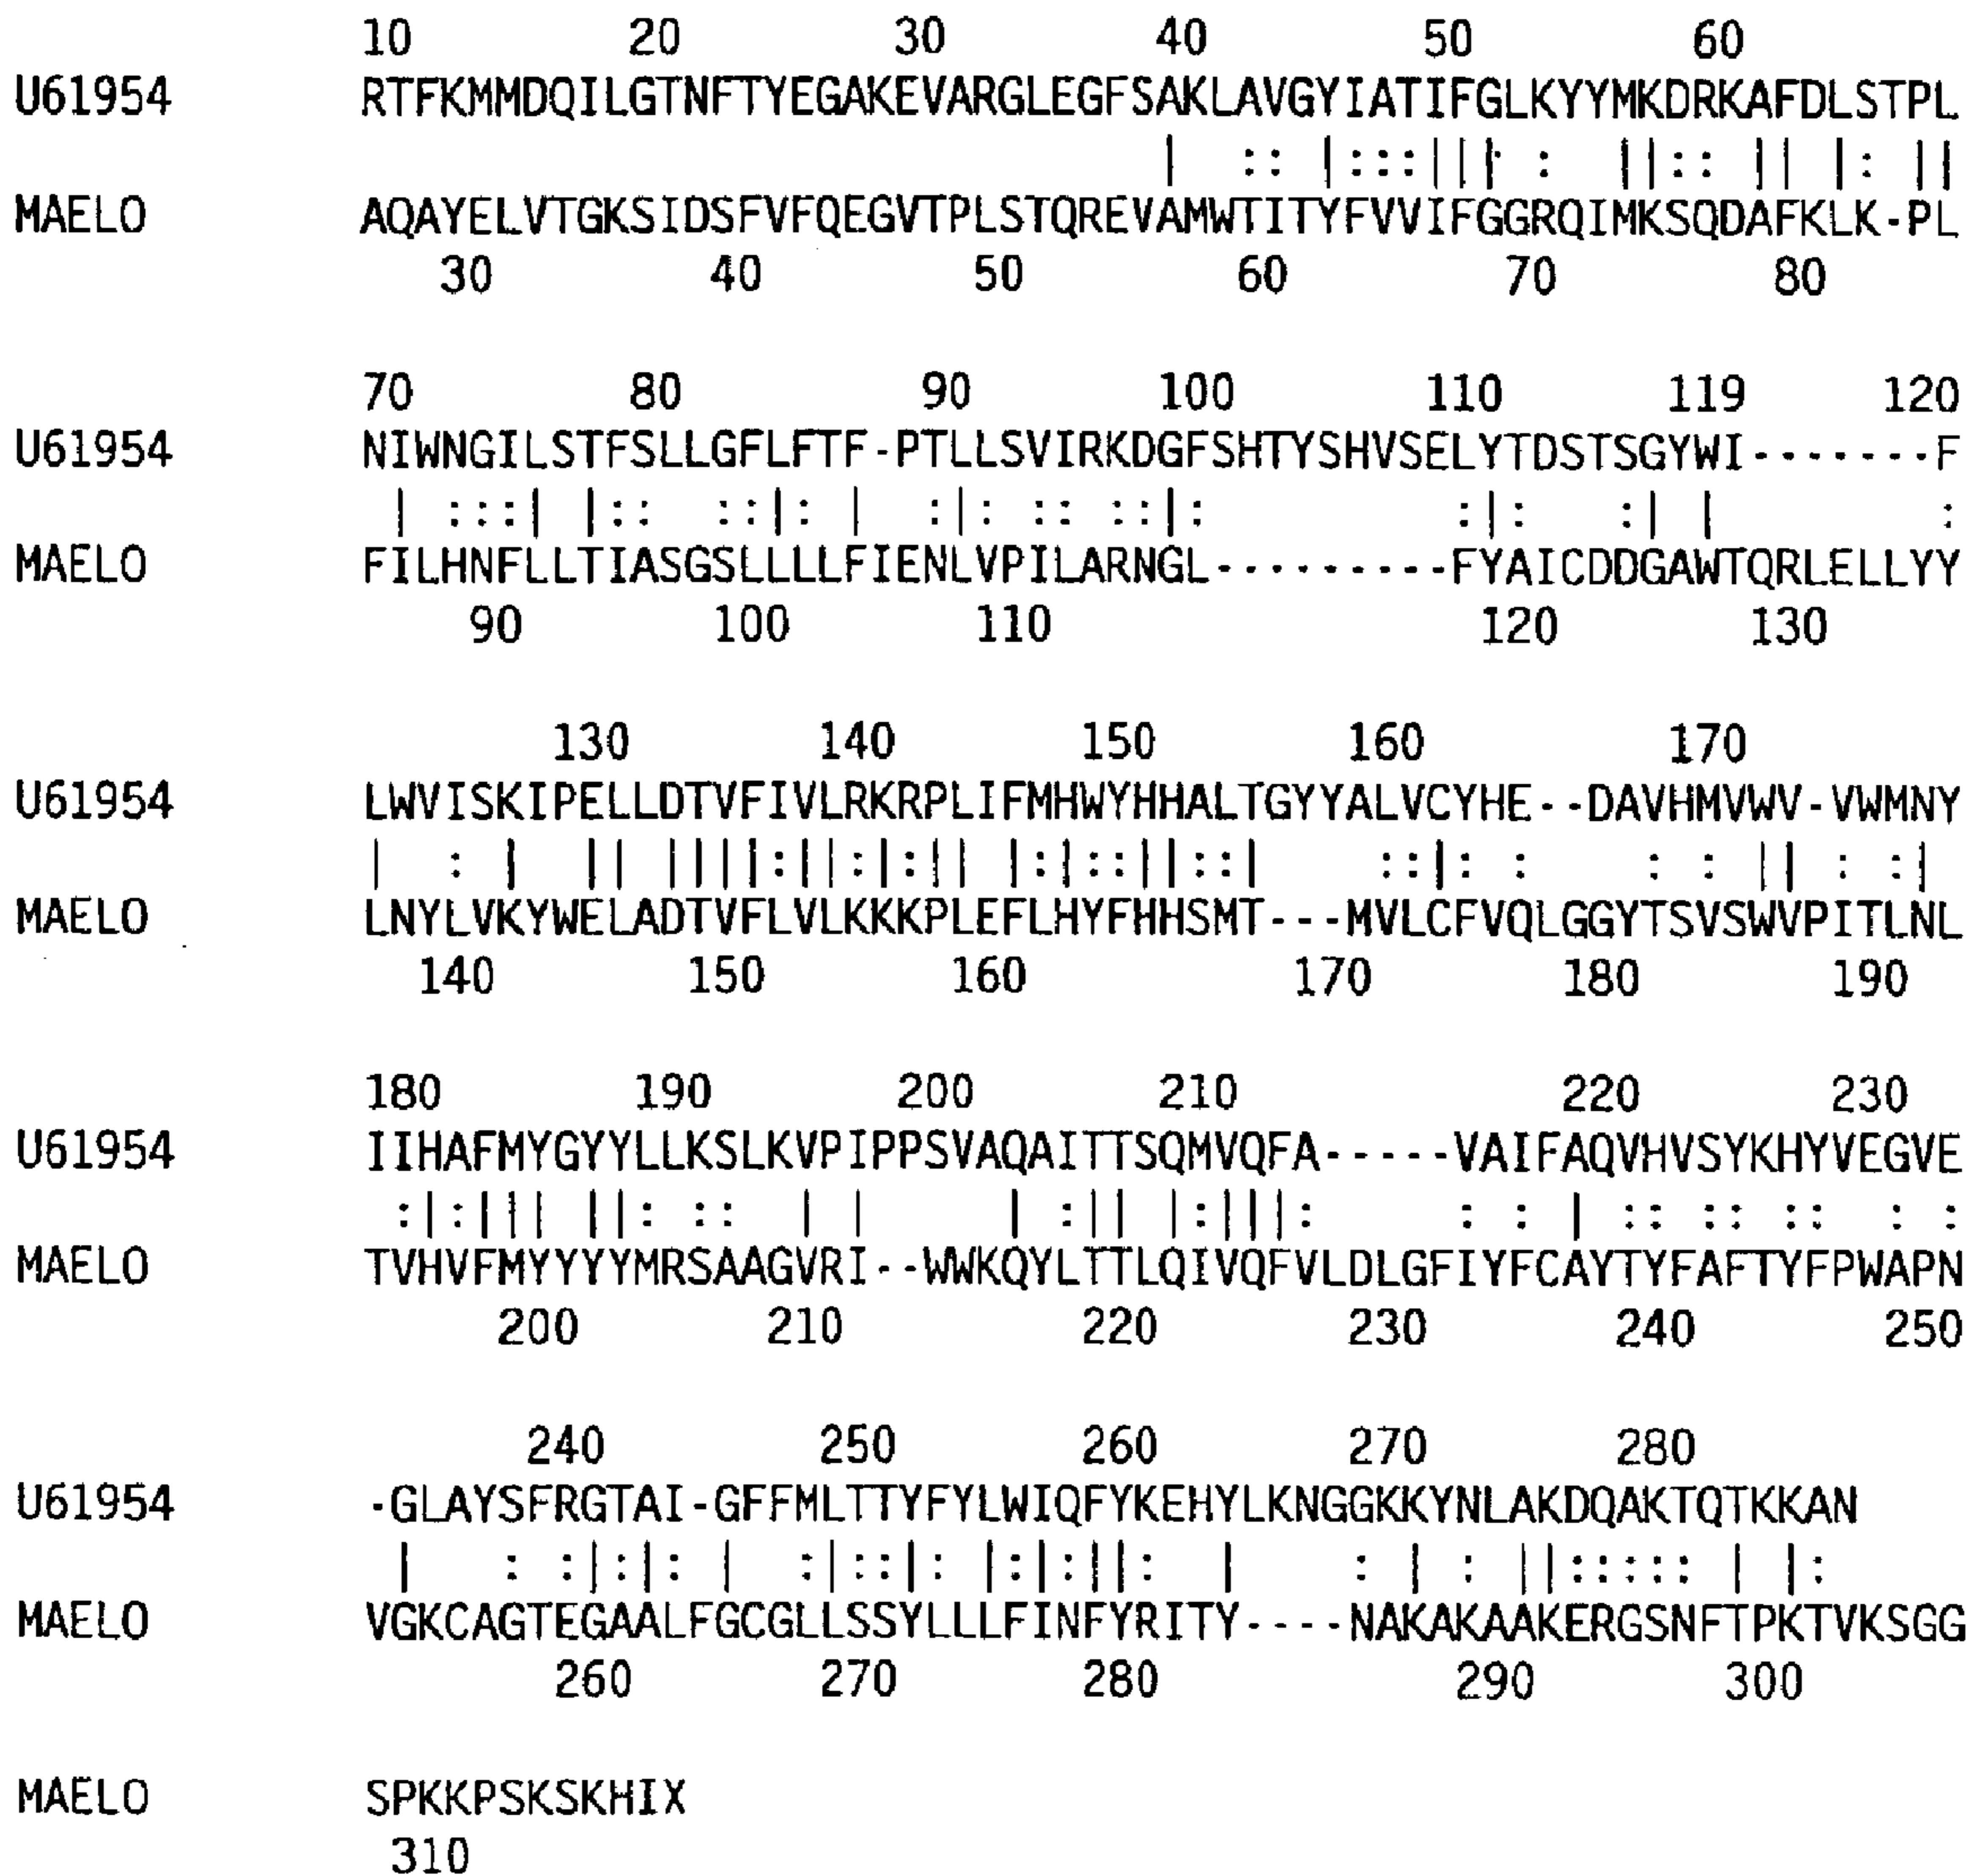 10 20 30 40 50 60
U61954 RTFKMMDQILGTNFTYEGAKEVARGLEGFSAKLAVGYIATIFGLKYYMKDRKAFDLSTPL
| :: |:::||| : ||:: || |: ||
MAELO AQAYELVTGKSIDSFVFQEGVTPLSTQREVAMWTITYFVVIFGGRQIMKSQDAFKLK-PL
30 40 50 60 70 80
70 80 90 100 110 119 120
U61954 NIWNGILSTFSLLGFLFTF-PTLLSVIRKDGFSHTYSHVSELYTDSTSGYWI-------F
| :::| |:: ::|: | :|: :: ::|: :|: :| | :
MAELO FILHNFLLTIASGSLLLLFIENLVPILARNGL---------FYAICDDGAWTQRLELLYY
90 100 110 120 130
130 140 150 160 170
U61954 LWVISKIPELLDTVFIVLRKRPLIFMHWYHHALTGYYALVCYHE--DAVHMVWV-VWMNY
| : | || ||||:||:|:|| |:|::||::| ::|: : : : || : :|
MAELO LNYLVKYWELADTVFLVLKKKPLEFLHYFHHSMT---MVLCFVQLGGYTSVSWVPITLNL
140 150 160 170 180 190
180 190 200 210 220 230
U61954 IIHAFMYGYYLLKSLKVPIPPSVAQAITTSQMVQFA-----VAIFAQVHVSYKHYVEGVE
:|:||| ||: :: | | | :|| |:|||: : : | :: :: :: : :
MAELO TVHVFMYYYYMRSAAGVRI--WWKQYLTTLQIVQFVLDLGFIYFCAYTYFAFTYFPWAPN
200 210 220 230 240 250
240 250 260 270 280
U61954 -GLAYSFRGTAI-GFFMLTTYFYLWIQFYKEHYLKNGGKKYNLAKDQAKTQTKKAN
| : :|:|: | :|::|: |:|:||: | : | : ||::::: | |:
MAELO VGKCAGTEGAALFGCGLLSSYLLLFINFYRITY----NAKAKAAKERGSNFTPKTVKSGG
260 270 280 290 300
MAELO SPKKPSKSKHIX
310